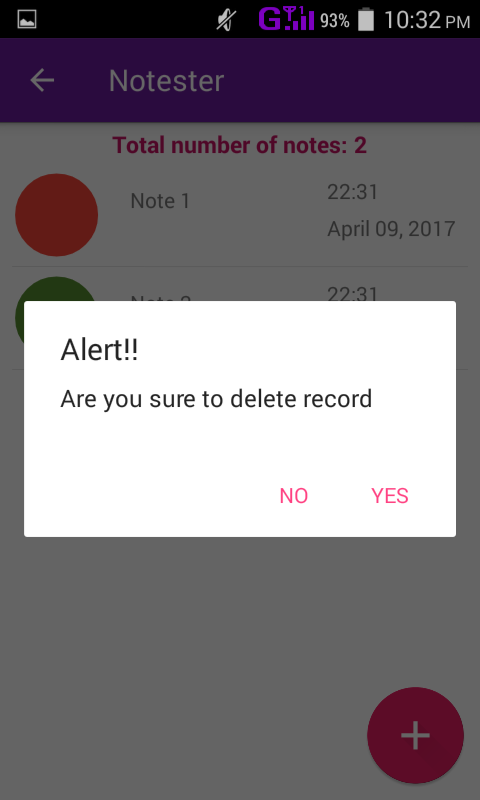 G 93% 10:32 PM
Notester
Total number of notes: 2
Note 1
22:31
April 09, 2017
Note 2
22:31
Alert!!
Are you sure to delete record
NO YES